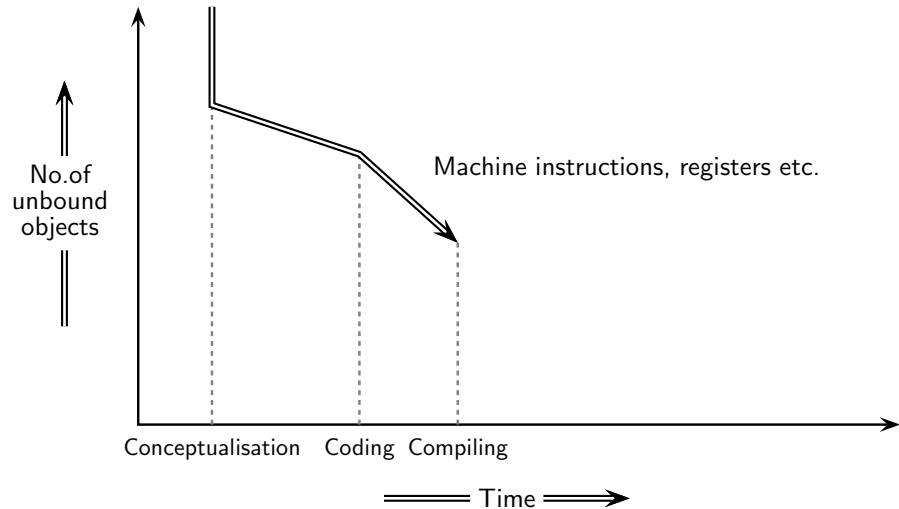 Machine instructions, registers etc.
No.of
unbound
objects
Conceptualisation Coding Compiling
Time